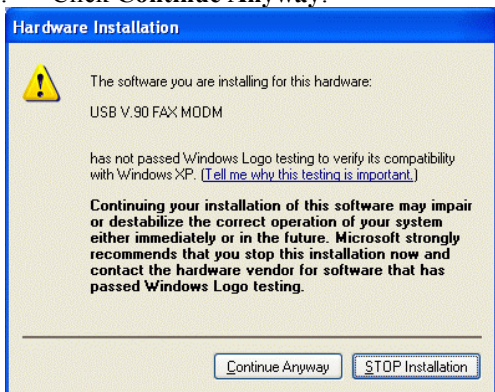 Click Continue Anyway.
Hardware Installation
The software you are installing for this hardware:
USB V.90 FAX MODM
has not passed Windows Logo testing to verify its compatibility
with Windows XP. (Tell me why this testing is important.)
Continuing your installation of this software may impair
or destabilize the correct operation of your system
either immediately or in the future. Microsoft strongly
recommends that you stop this installation now and
contact the hardware vendor for software that has
passed Windows Logo testing.
Continue Anyway
STOP Installation